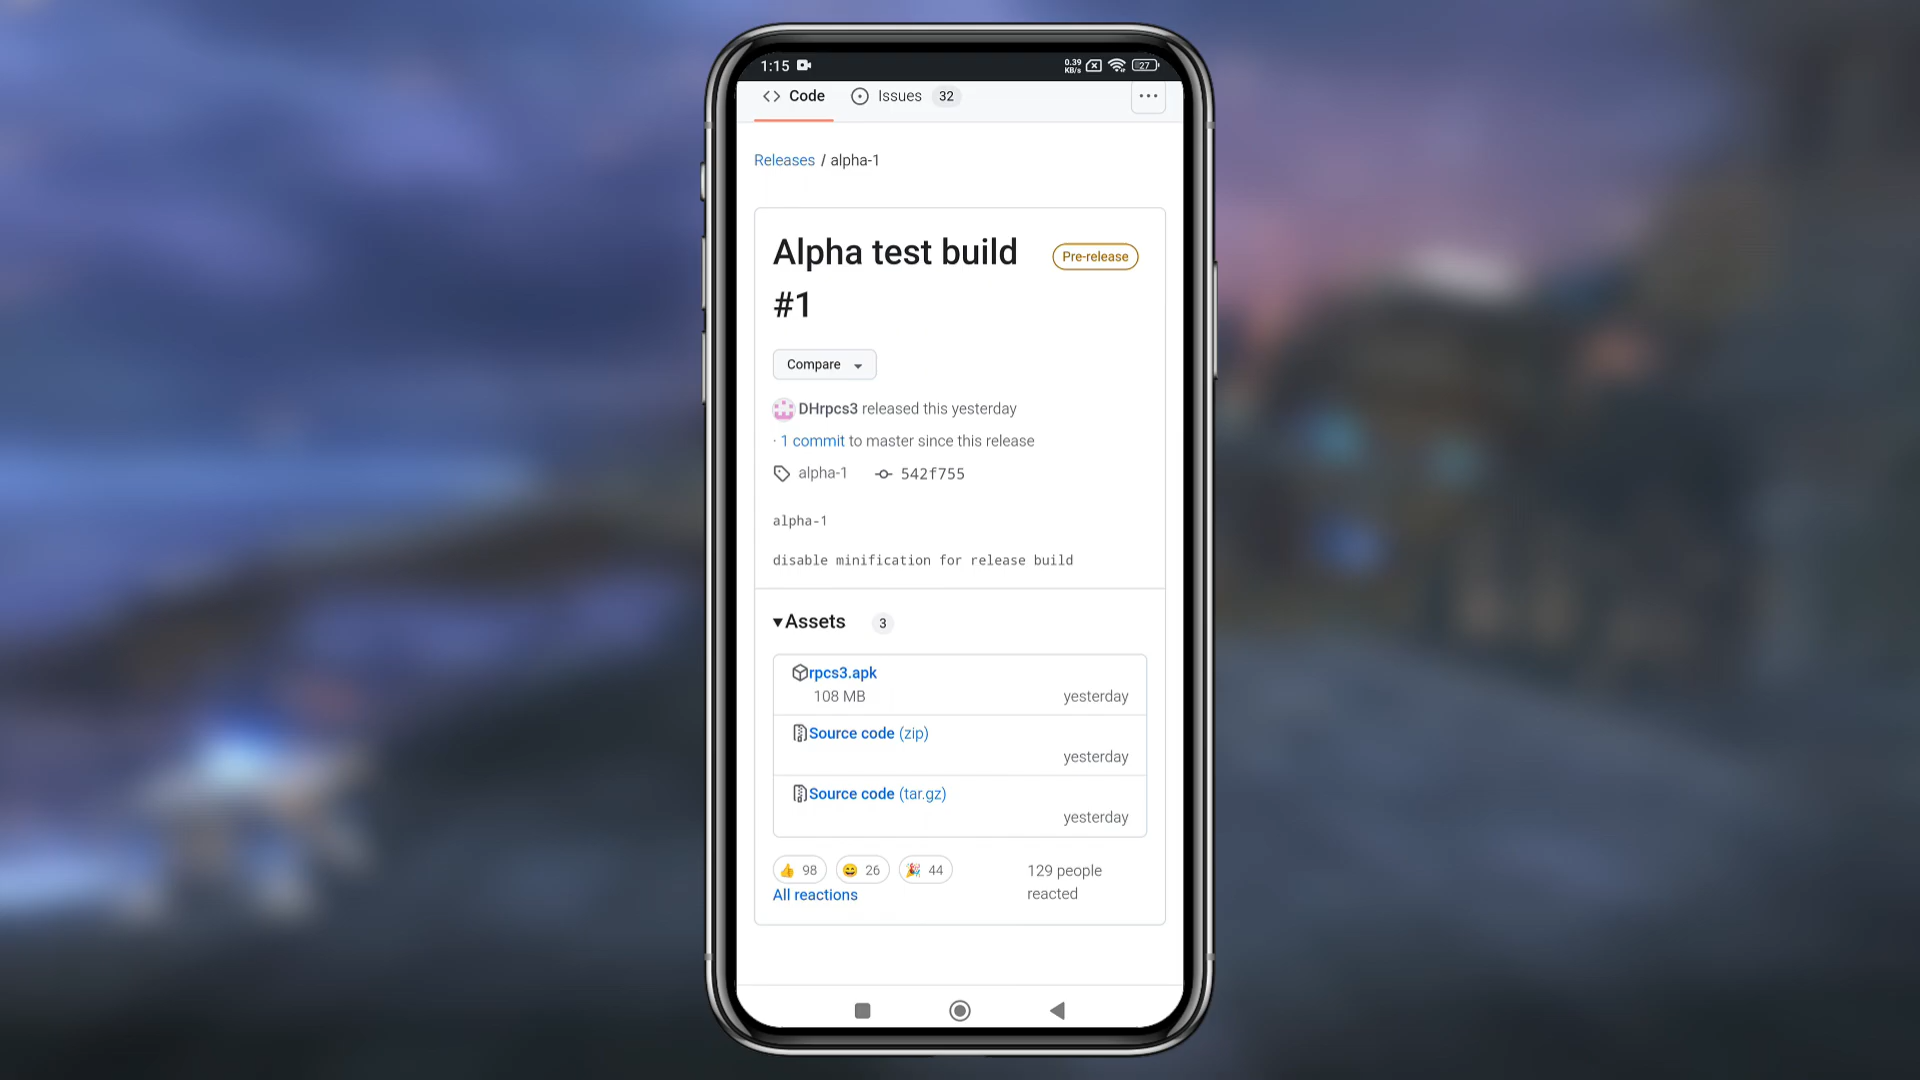 1:15
0.39
KB/s
27
Code Issues 32
Releases / alpha-1
Alpha test build
#1
Pre-release
Compare
DHrpcs3 released this yesterday
· 1 commit to master since this release
alpha-1 542f755
alpha-1
disable minification for release build
Assets 3
rpcs3.apk
108 MB yesterday
Source code (zip)
yesterday
Source code (tar.gz)
yesterday
👍 98 😄 26 🎉 44
129 people
reacted
All reactions